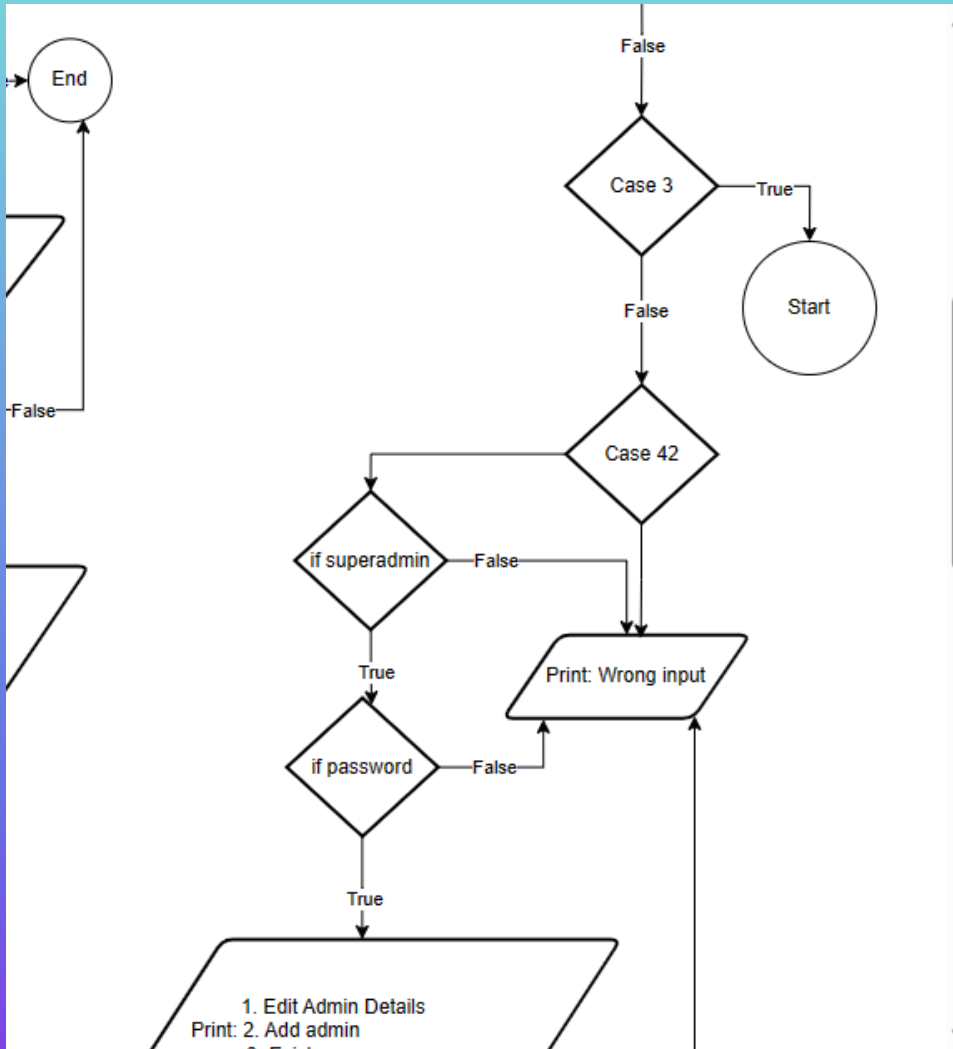 False
End
Case 3
True
Start
False
False
Case 42
if superadmin
False
True
Print: Wrong input
if password
False
True
1. Edit Admin Details
Print: 2. Add admin